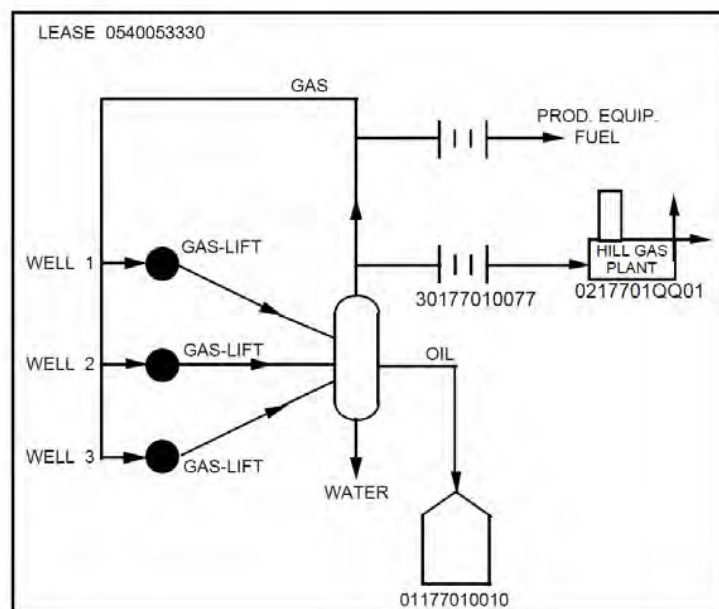 LEASE 0540053330
GAS
PROD. EQUIP.
FUEL
GAS-LIFT
WELL 1
HILL GAS
PLANT
30177010077
0217701QQ01
GAS-LIFT
WELL 2
OIL
WELL 3
GAS-LIFT
WATER
01177010010